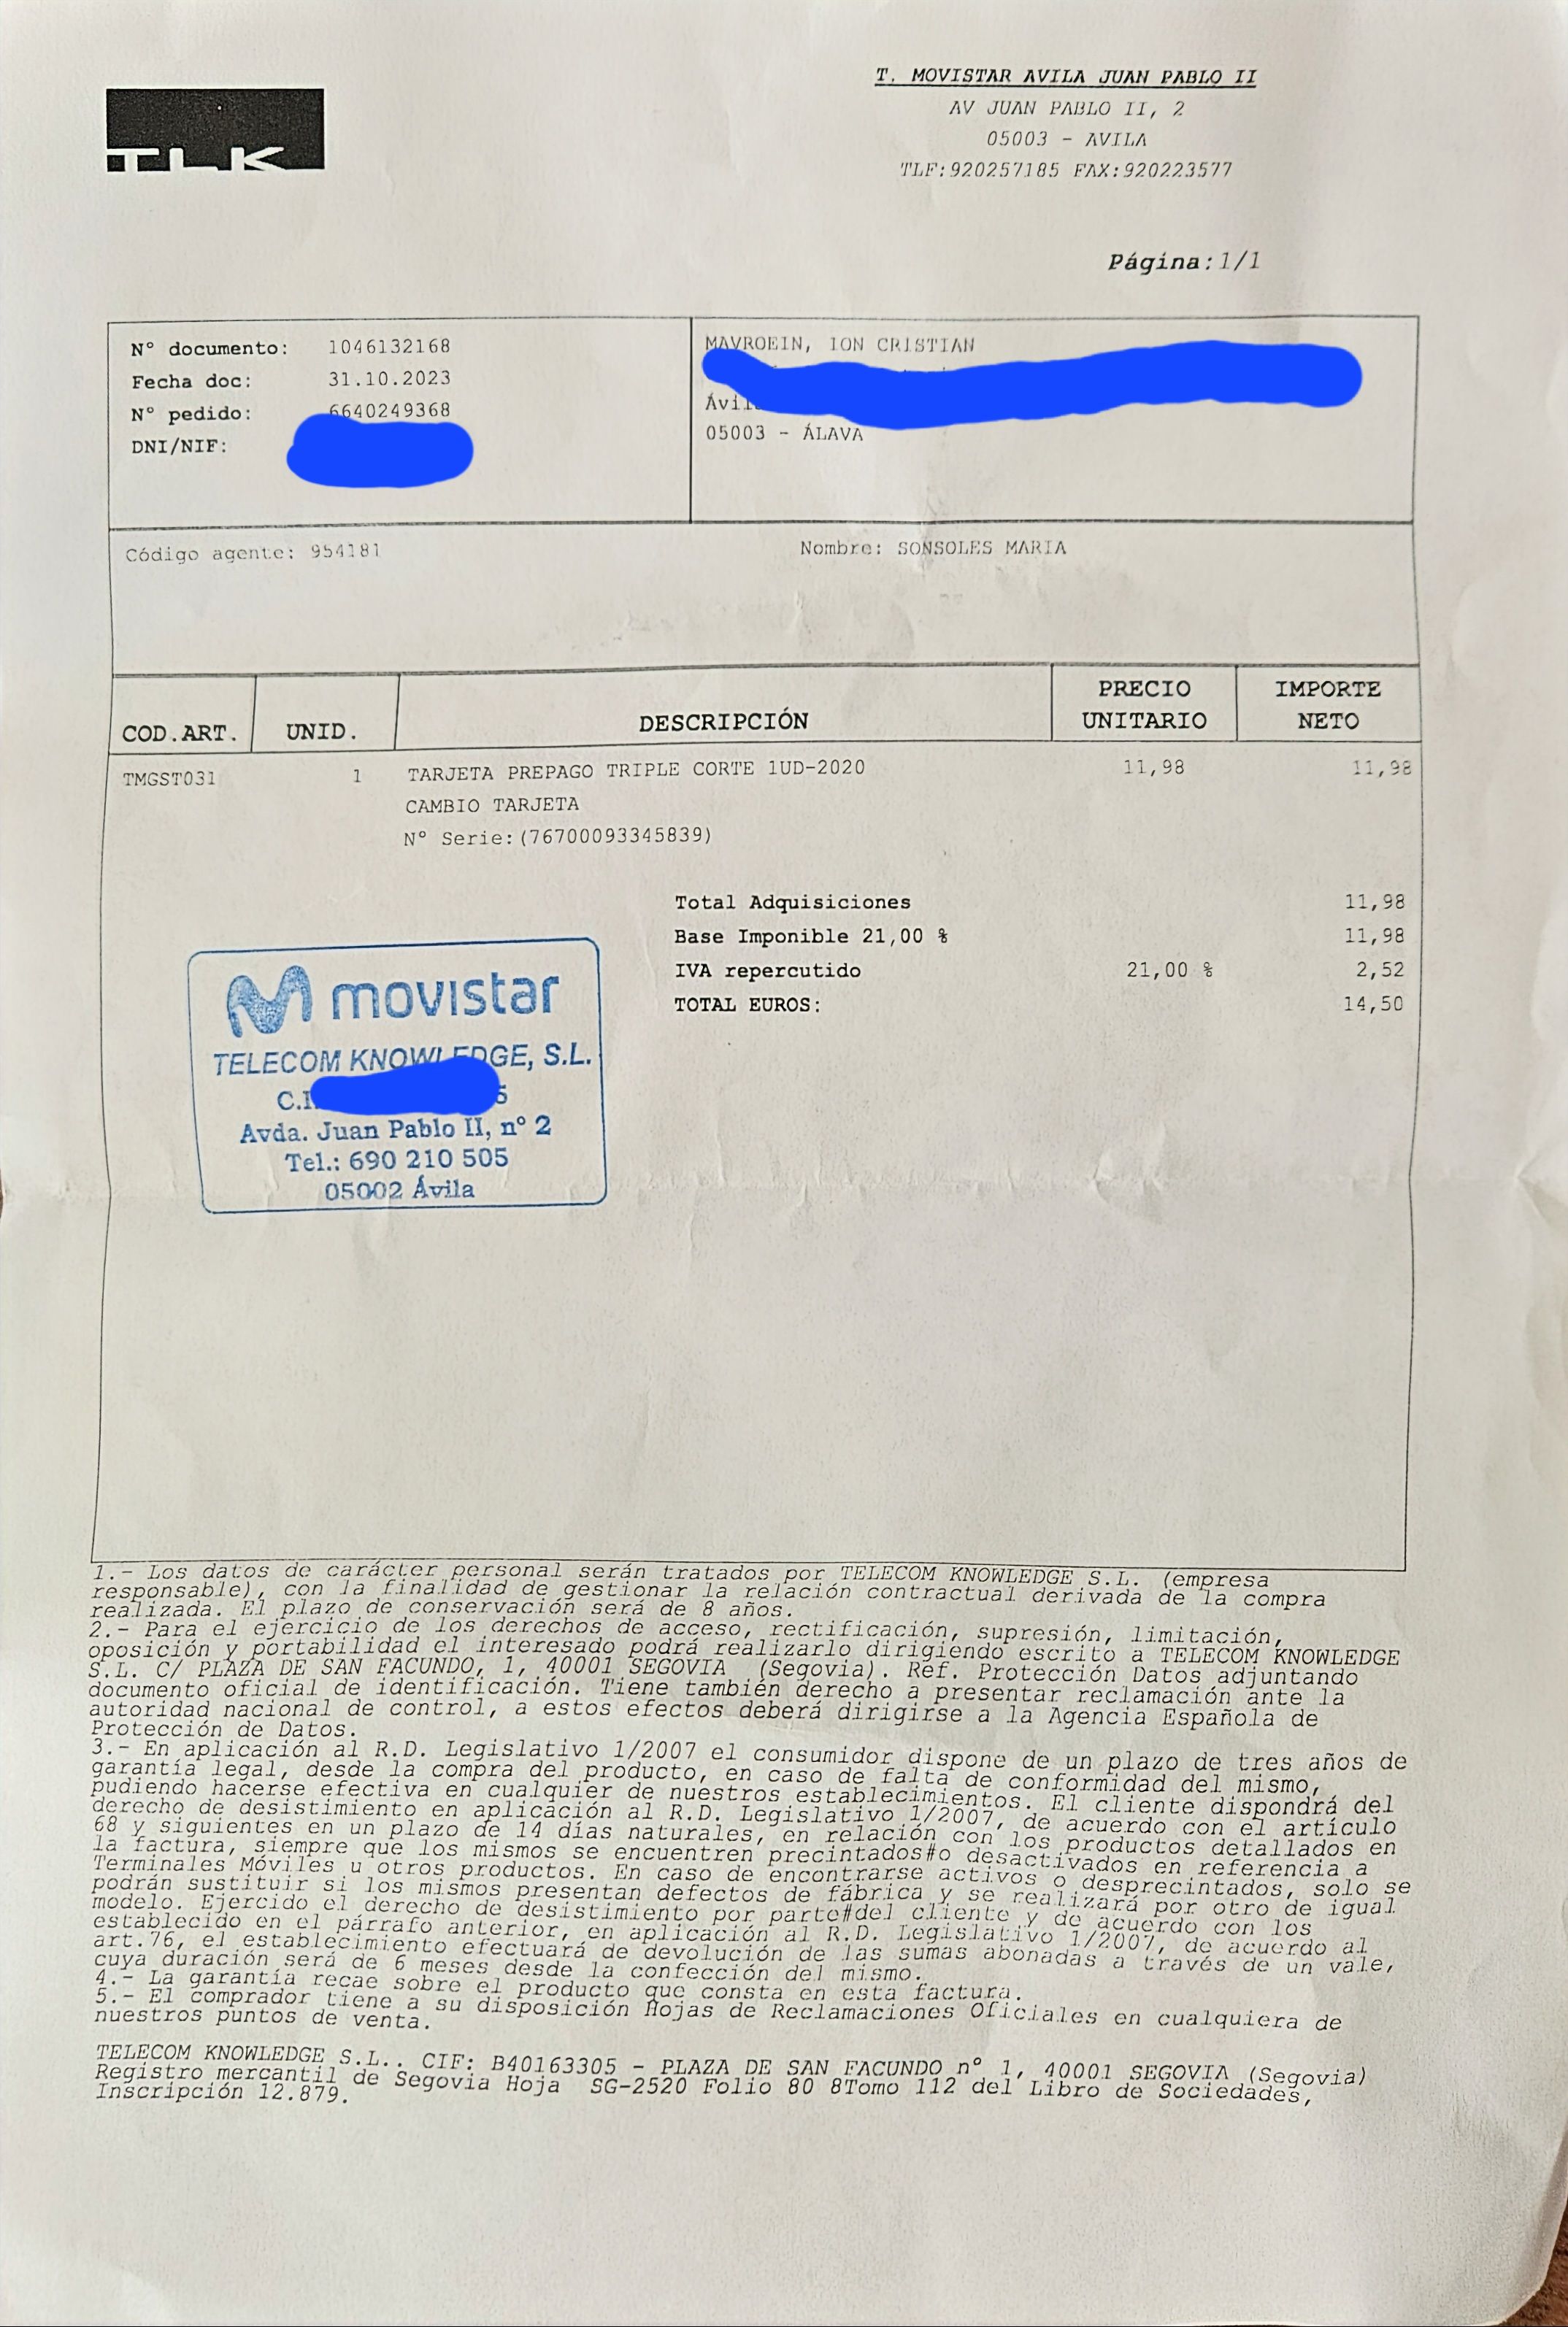 TLK
T. MOVISTAR AVILA JUAN PABLO II
AV JUAN PABLO II, 2
05003 - AVILA
TLF:920257185 FAX:920223577
Página:1/1
Nº documento: 1046132168
Fecha doc: 31.10.2023
Nº pedido: 6640249368
DNI/NIF:
MAVROEIN, ION CRISTIAN
05003 - ÁLAVA
Código agente: 954181 Nombre: SONSOLES MARIA
COD.ART. UNID. DESCRIPCIÓN PRECIO UNITARIO IMPORTE NETO
TMGST031 1 TARJETA PREPAGO TRIPLE CORTE 1UD-2020 11,98 11,98
CAMBIO TARJETA
Nº Serie:(76700093345839)
Total Adquisiciones 11,98
Base Imponible 21,00 % 11,98
IVA repercutido 21,00 % 2,52
TOTAL EUROS: 14,50
movistar
TELECOM KNOWLEDGE, S.L.
Avda. Juan Pablo II, nº 2
Tel.: 690 210 505
05002 Ávila
1.- Los datos de carácter personal serán tratados por TELECOM KNOWLEDGE S.L. (empresa
responsable), con la finalidad de gestionar la relación contractual derivada de la compra
realizada. El plazo de conservación será de 8 años.
2.- Para el ejercicio de los derechos de acceso, rectificación, supresión, limitación,
oposición y portabilidad el interesado podrá realizarlo dirigiendo escrito a TELECOM KNOWLEDGE
S.L. C/ PLAZA DE SAN FACUNDO, 1, 40001 SEGOVIA (Segovia). Ref. Protección Datos adjuntando
documento oficial de identificación. Tiene también derecho a presentar reclamación ante la
autoridad nacional de control, a estos efectos deberá dirigirse a la Agencia Española de
Protección de Datos.
3.- En aplicación al R.D. Legislativo 1/2007 el consumidor dispone de un plazo de tres años de
garantía legal, desde la compra del producto, en caso de falta de conformidad del mismo,
pudiendo hacerse efectiva en cualquier de nuestros establecimientos. El cliente dispondrá del
derecho de desistimiento en aplicación al R.D. Legislativo 1/2007, de acuerdo con el artículo
68 y siguientes en un plazo de 14 días naturales, en relación con los productos detallados en
la factura, siempre que los mismos se encuentren precintados#o desactivados en referencia a
Terminales Móviles u otros productos. En caso de encontrarse activos o desprecintados, solo se
podrán sustituir si los mismos presentan defectos de fábrica y se realizará por otro de igual
modelo. Ejercido el derecho de desistimiento por parte#del cliente y de acuerdo con los
establecido en el párrafo anterior, en aplicación al R.D. Legislativo 1/2007, de acuerdo al
art.76, el establecimiento efectuará de devolución de las sumas abonadas a través de un vale,
cuya duración será de 6 meses desde la confección del mismo.
4.- La garantía recae sobre el producto que consta en esta factura.
5.- El comprador tiene a su disposición Hojas de Reclamaciones Oficiales en cualquiera de
nuestros puntos de venta.
TELECOM KNOWLEDGE S.L.. CIF: B40163305 - PLAZA DE SAN FACUNDO nº 1, 40001 SEGOVIA (Segovia)
Registro mercantil de Segovia Hoja SG-2520 Folio 80 8Tomo 112 del Libro de Sociedades,
Inscripción 12.879.